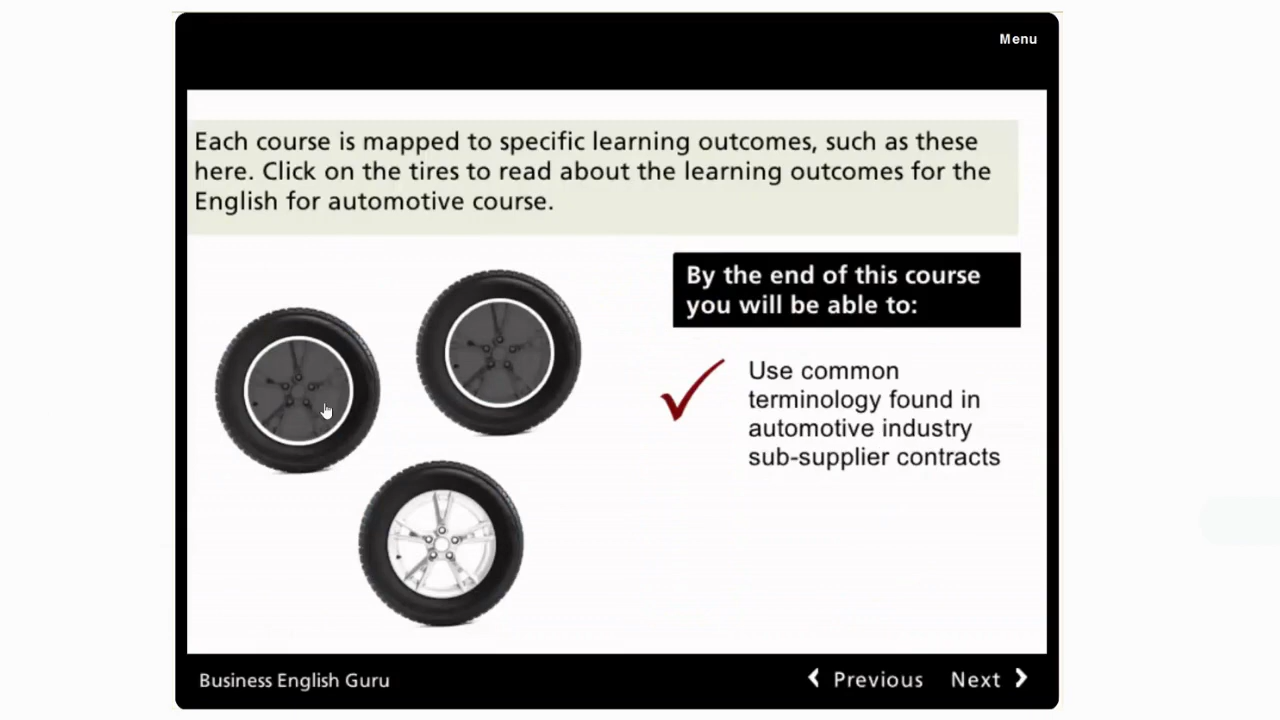 Menu
Each course is mapped to specific learning outcomes, such as these
here. Click on the tires to read about the learning outcomes for the
English for automotive course.
By the end of this course
you will be able to:
Use common
terminology found in
automotive industry
sub-supplier contracts
Business English Guru
Previous
Next